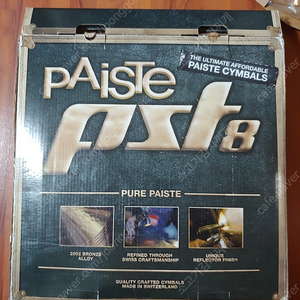 PAiSTe
THE ULTIMATE AFFORDABLE
PAISTE CYMBALS
pst8
PURE PAISTE
2002 BRONZE
ALLOY
REFINED THROUGH
SWISS CRAFTSMANSHIP
UNIQUE
REFLECTOR FINISH
QUALITY CRAFTED CYMBALS
MADE IN SWITZERLAND